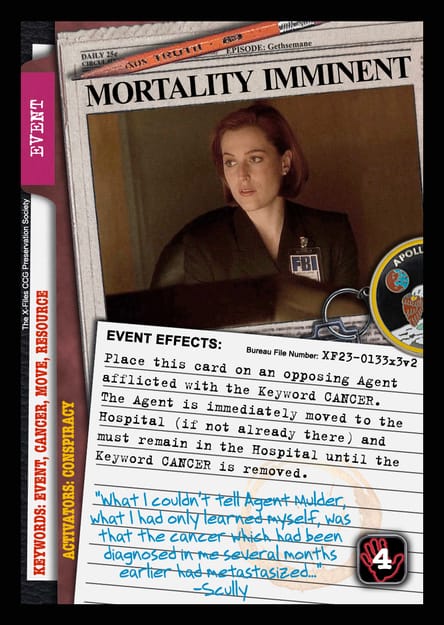 DAILY 25¢
TRUTH
EPISODE: Gethsemane
MORTALITY IMMINENT
EVENT
FBI
APOLL
The X-Files CCG Preservation Society
KEYWORDS: EVENT, CANCER, MOVE, RESOURCE
ACTIVATORS: CONSPIRACY
EVENT EFFECTS:
Bureau File Number: XF23-0133x3v2
Place this card on an opposing Agent
afflicted with the Keyword CANCER.
The Agent is immediately moved to the
Hospital (if not already there) and
must remain in the Hospital until the
Keyword CANCER is removed.
"What I couldn't tell Agent Mulder,
what I had only learned myself, was
that the cancer which had been
diagnosed in me several months
earlier had metastasized..."
-Scully
4